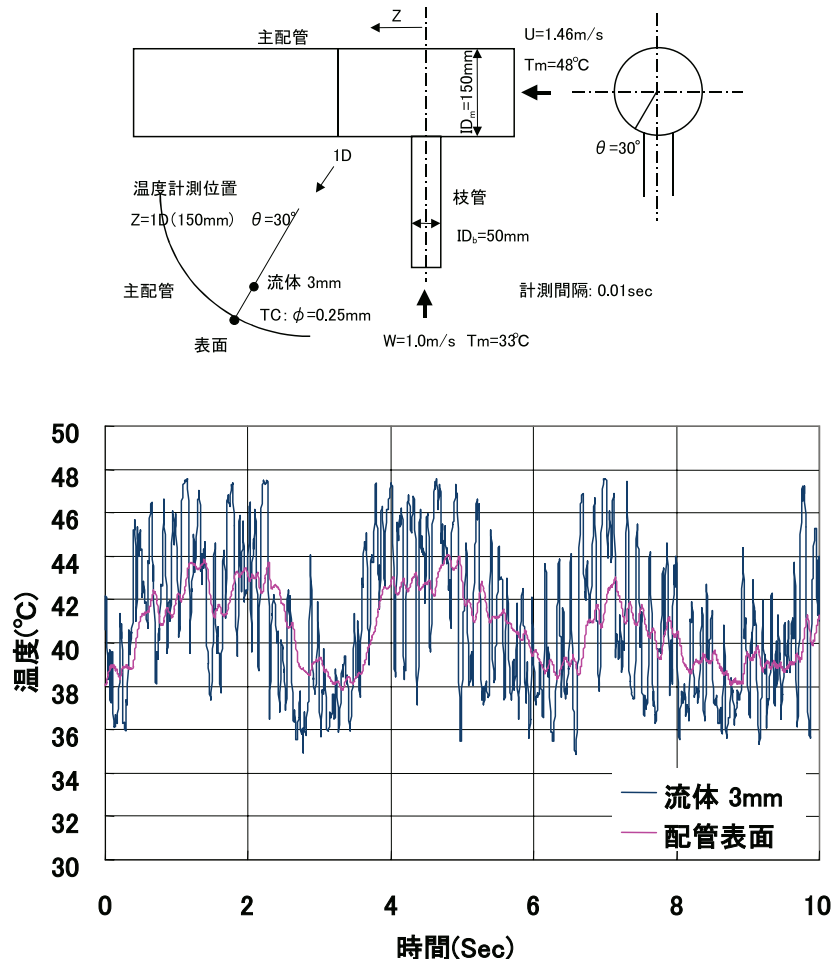 Z
主配管
U=1.46m/s
Tm=48℃
IDm=150mm
θ=30°
1D
温度計測位置
Z=1D(150mm) θ=30°
枝管
IDb=50mm
主配管
流体 3mm
TC: φ=0.25mm
表面
計測間隔: 0.01sec
W=1.0m/s Tm=33℃
50
48
46
44
42
40
38
36
34
32
30
温度(℃)
流体 3mm
配管表面
0 2 4 6 8 10
時間(Sec)